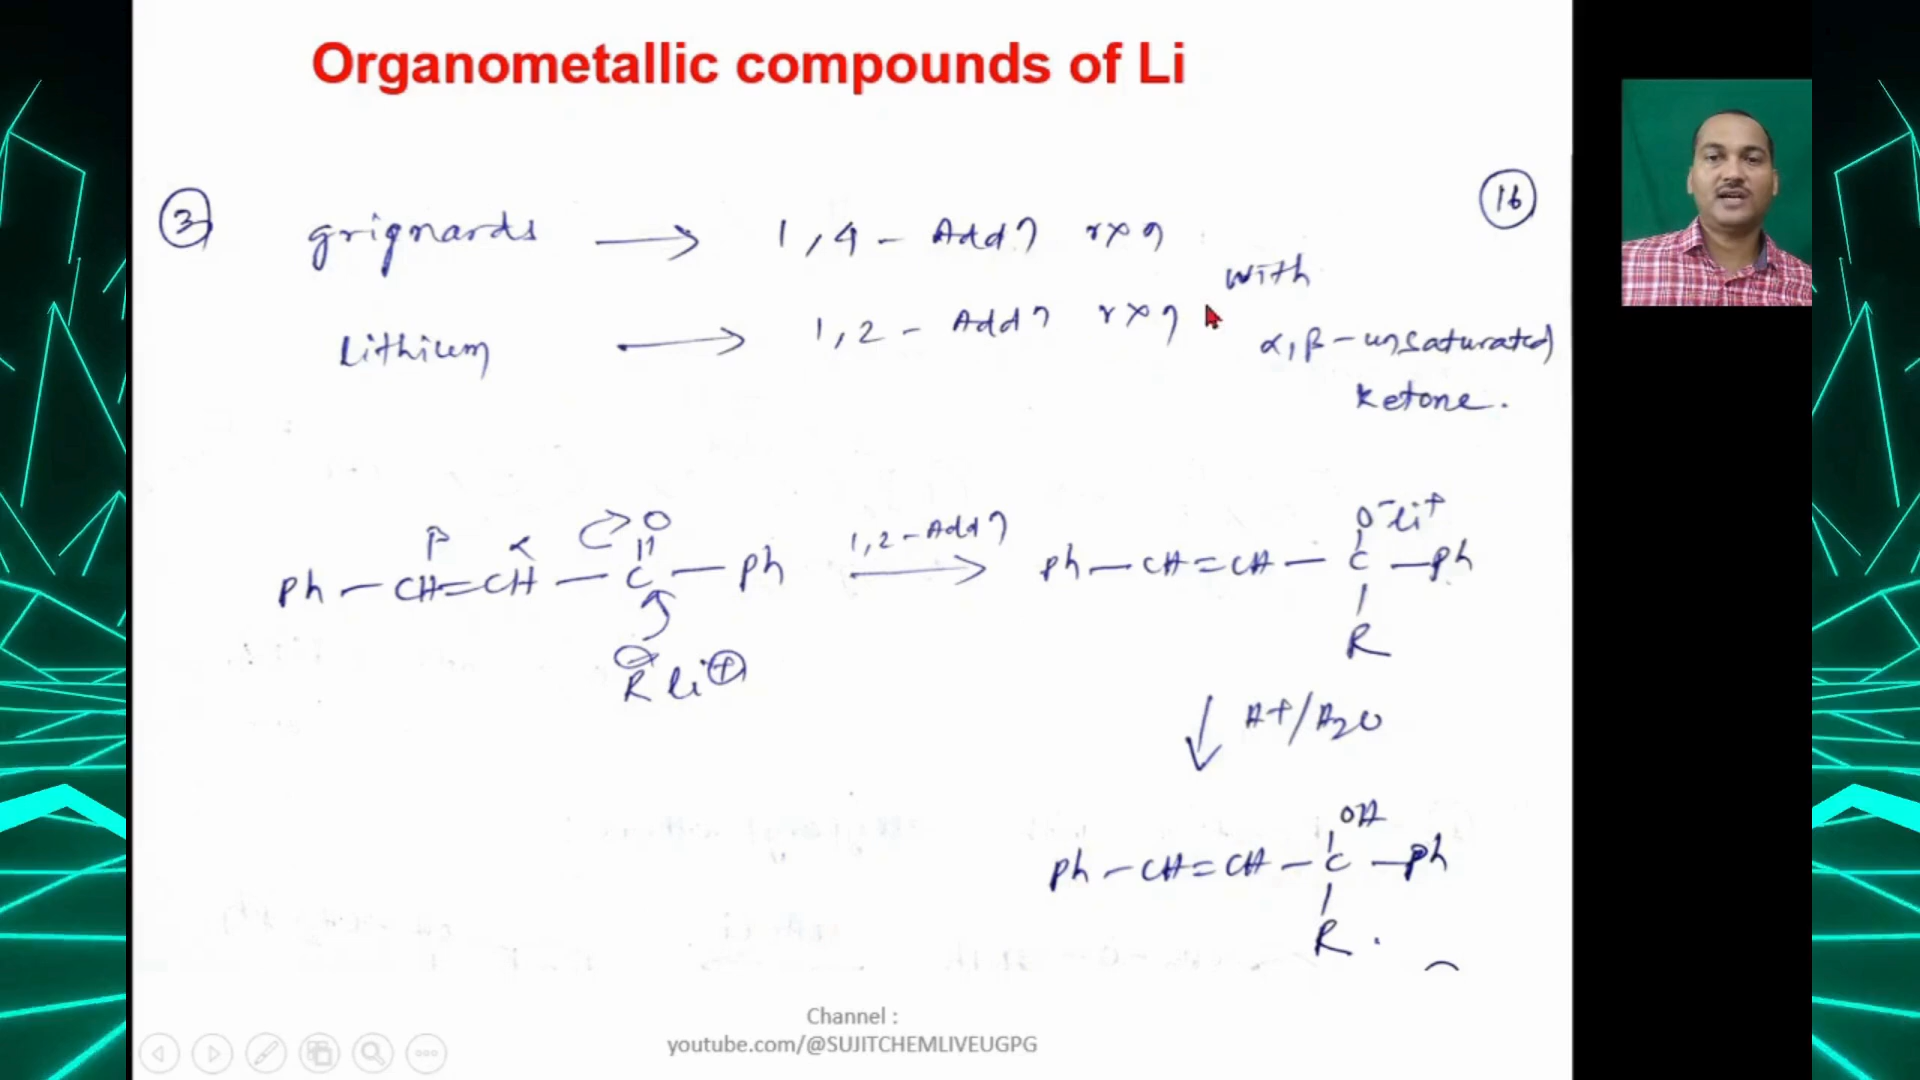 Organometallic compounds of Li
3
16
grignards → 1,4 - Addn rxn
Lithium → 1,2 - Addn rxn
with
α,β - unsaturated
ketone.
β α O
Ph - CH = CH - C - Ph
R Li +
1,2 - Addn
O⁻Li⁺
Ph - CH = CH - C - Ph
R
H+/H2O
OH
Ph - CH = CH - C - Ph
R .
Channel :
youtube.com/@SUJITCHEMLIVEUGPG